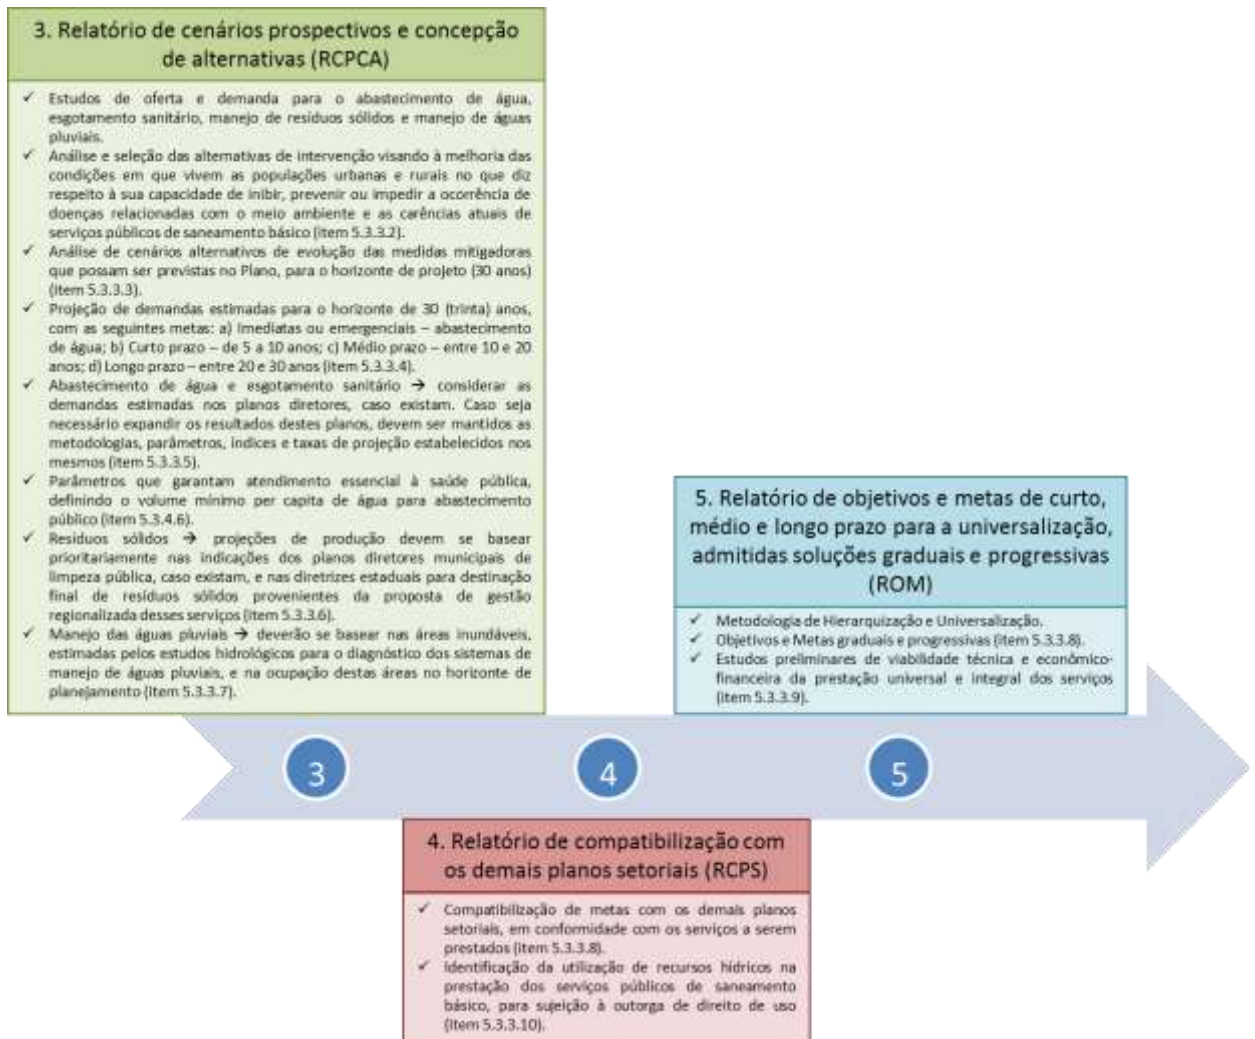 3. Relatório de cenários prospectivos e concepção
de alternativas (RCPCA)
✓ Estudos de oferta e demanda para o abastecimento de água,
esgotamento sanitário, manejo de resíduos sólidos e manejo de águas
pluviais.
✓ Análise e seleção das alternativas de intervenção visando à melhoria das
condições em que vivem as populações urbanas e rurais no que diz
respeito à sua capacidade de inibir, prevenir ou impedir a ocorrência de
doenças relacionadas com o meio ambiente e as carências atuais de
serviços públicos de saneamento básico (item 5.3.3.2).
✓ Análise de cenários alternativos de evolução das medidas mitigadoras
que possam ser previstas no Plano, para o horizonte de projeto (30 anos)
(item 5.3.3.3).
✓ Projeção de demandas estimadas para o horizonte de 30 (trinta) anos,
com as seguintes metas: a) Imediatas ou emergenciais – abastecimento
de água; b) Curto prazo – de 5 a 10 anos; c) Médio prazo – entre 10 e 20
anos; d) Longo prazo – entre 20 e 30 anos (item 5.3.3.4).
✓ Abastecimento de água e esgotamento sanitário → considerar as
demandas estimadas nos planos diretores, caso existam. Caso seja
necessário expandir os resultados destes planos, devem ser mantidos as
metodologias, parâmetros, índices e taxas de projeção estabelecidos nos
mesmos (item 5.3.3.5).
✓ Parâmetros que garantam atendimento essencial à saúde pública,
definindo o volume mínimo per capita de água para abastecimento
público (item 5.3.4.6).
✓ Resíduos sólidos → projeções de produção devem se basear
prioritariamente nas indicações dos planos diretores municipais de
limpeza pública, caso existam, e nas diretrizes estaduais para destinação
final de resíduos sólidos provenientes da proposta de gestão
regionalizada desses serviços (item 5.3.3.6).
✓ Manejo das águas pluviais → deverão se basear nas áreas inundáveis,
estimadas pelos estudos hidrológicos para o diagnóstico dos sistemas de
manejo de águas pluviais, e na ocupação destas áreas no horizonte de
planejamento (item 5.3.3.7).
5. Relatório de objetivos e metas de curto,
médio e longo prazo para a universalização,
admitidas soluções graduais e progressivas
(ROM)
✓ Metodologia de Hierarquização e Universalização.
✓ Objetivos e Metas graduais e progressivas (item 5.3.3.8).
✓ Estudos preliminares de viabilidade técnica e econômico-
financeira da prestação universal e integral dos serviços
(item 5.3.3.9).
3
4
5
4. Relatório de compatibilização com
os demais planos setoriais (RCPS)
✓ Compatibilização de metas com os demais planos
setoriais, em conformidade com os serviços a serem
prestados (item 5.3.3.8).
✓ Identificação da utilização de recursos hídricos na
prestação dos serviços públicos de saneamento
básico, para sujeição à outorga de direito de uso
(item 5.3.3.10).